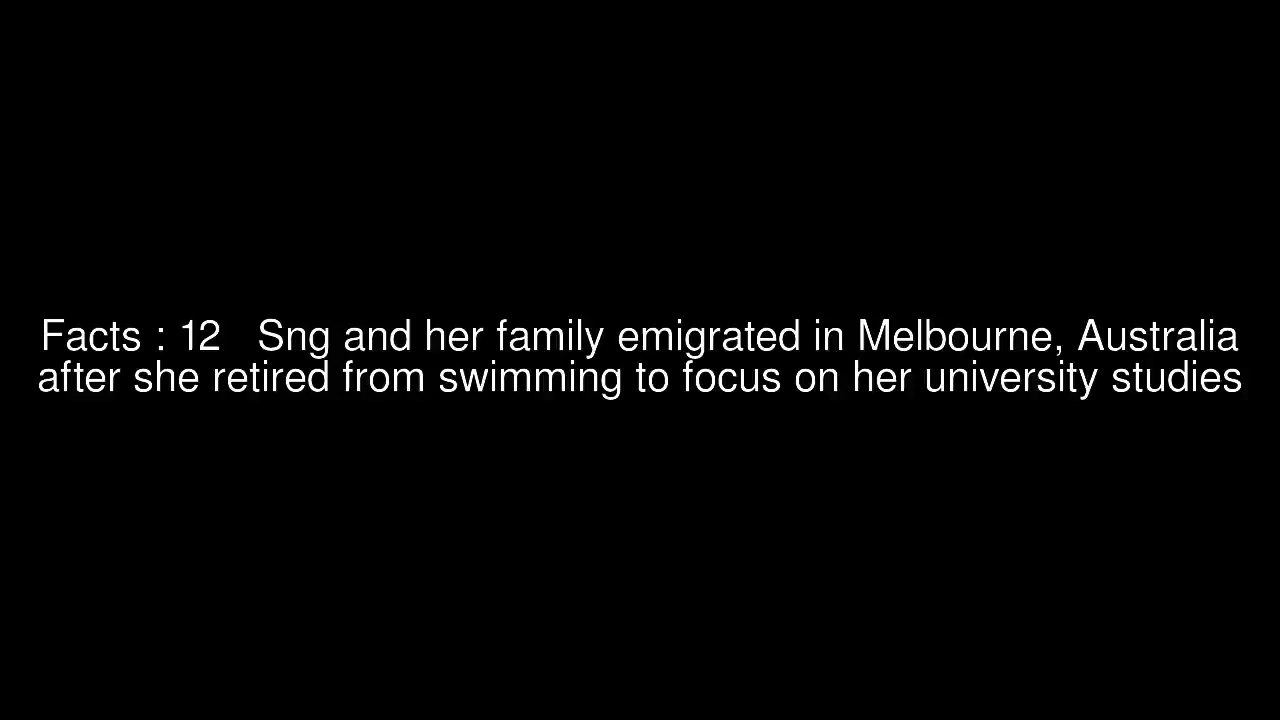 Facts : 12   Sng and her family emigrated in Melbourne, Australia
after she retired from swimming to focus on her university studies